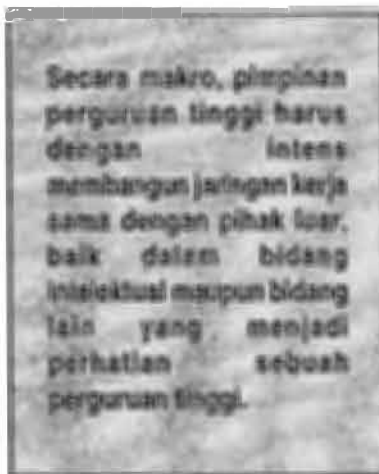 Secara makro, pimpinan
perguruan tinggi harus
dengan intens
membangun jaringan kerja
sama dengan pihak luar,
baik dalam bidang
intelektual maupun bidang
lain yang menjadi
perhatian sebuah
perguruan tinggi.